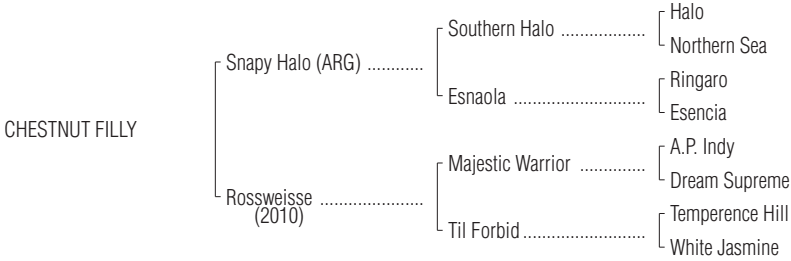 Halo
Southern Halo ..................
Northern Sea
Snapy Halo (ARG) ............
Ringaro
Esnaola ............................
Esencia
CHESTNUT FILLY
A.P. Indy
Majestic Warrior ..............
Dream Supreme
Rossweisse ......................
(2010)
Temperence Hill
Til Forbid..........................
White Jasmine